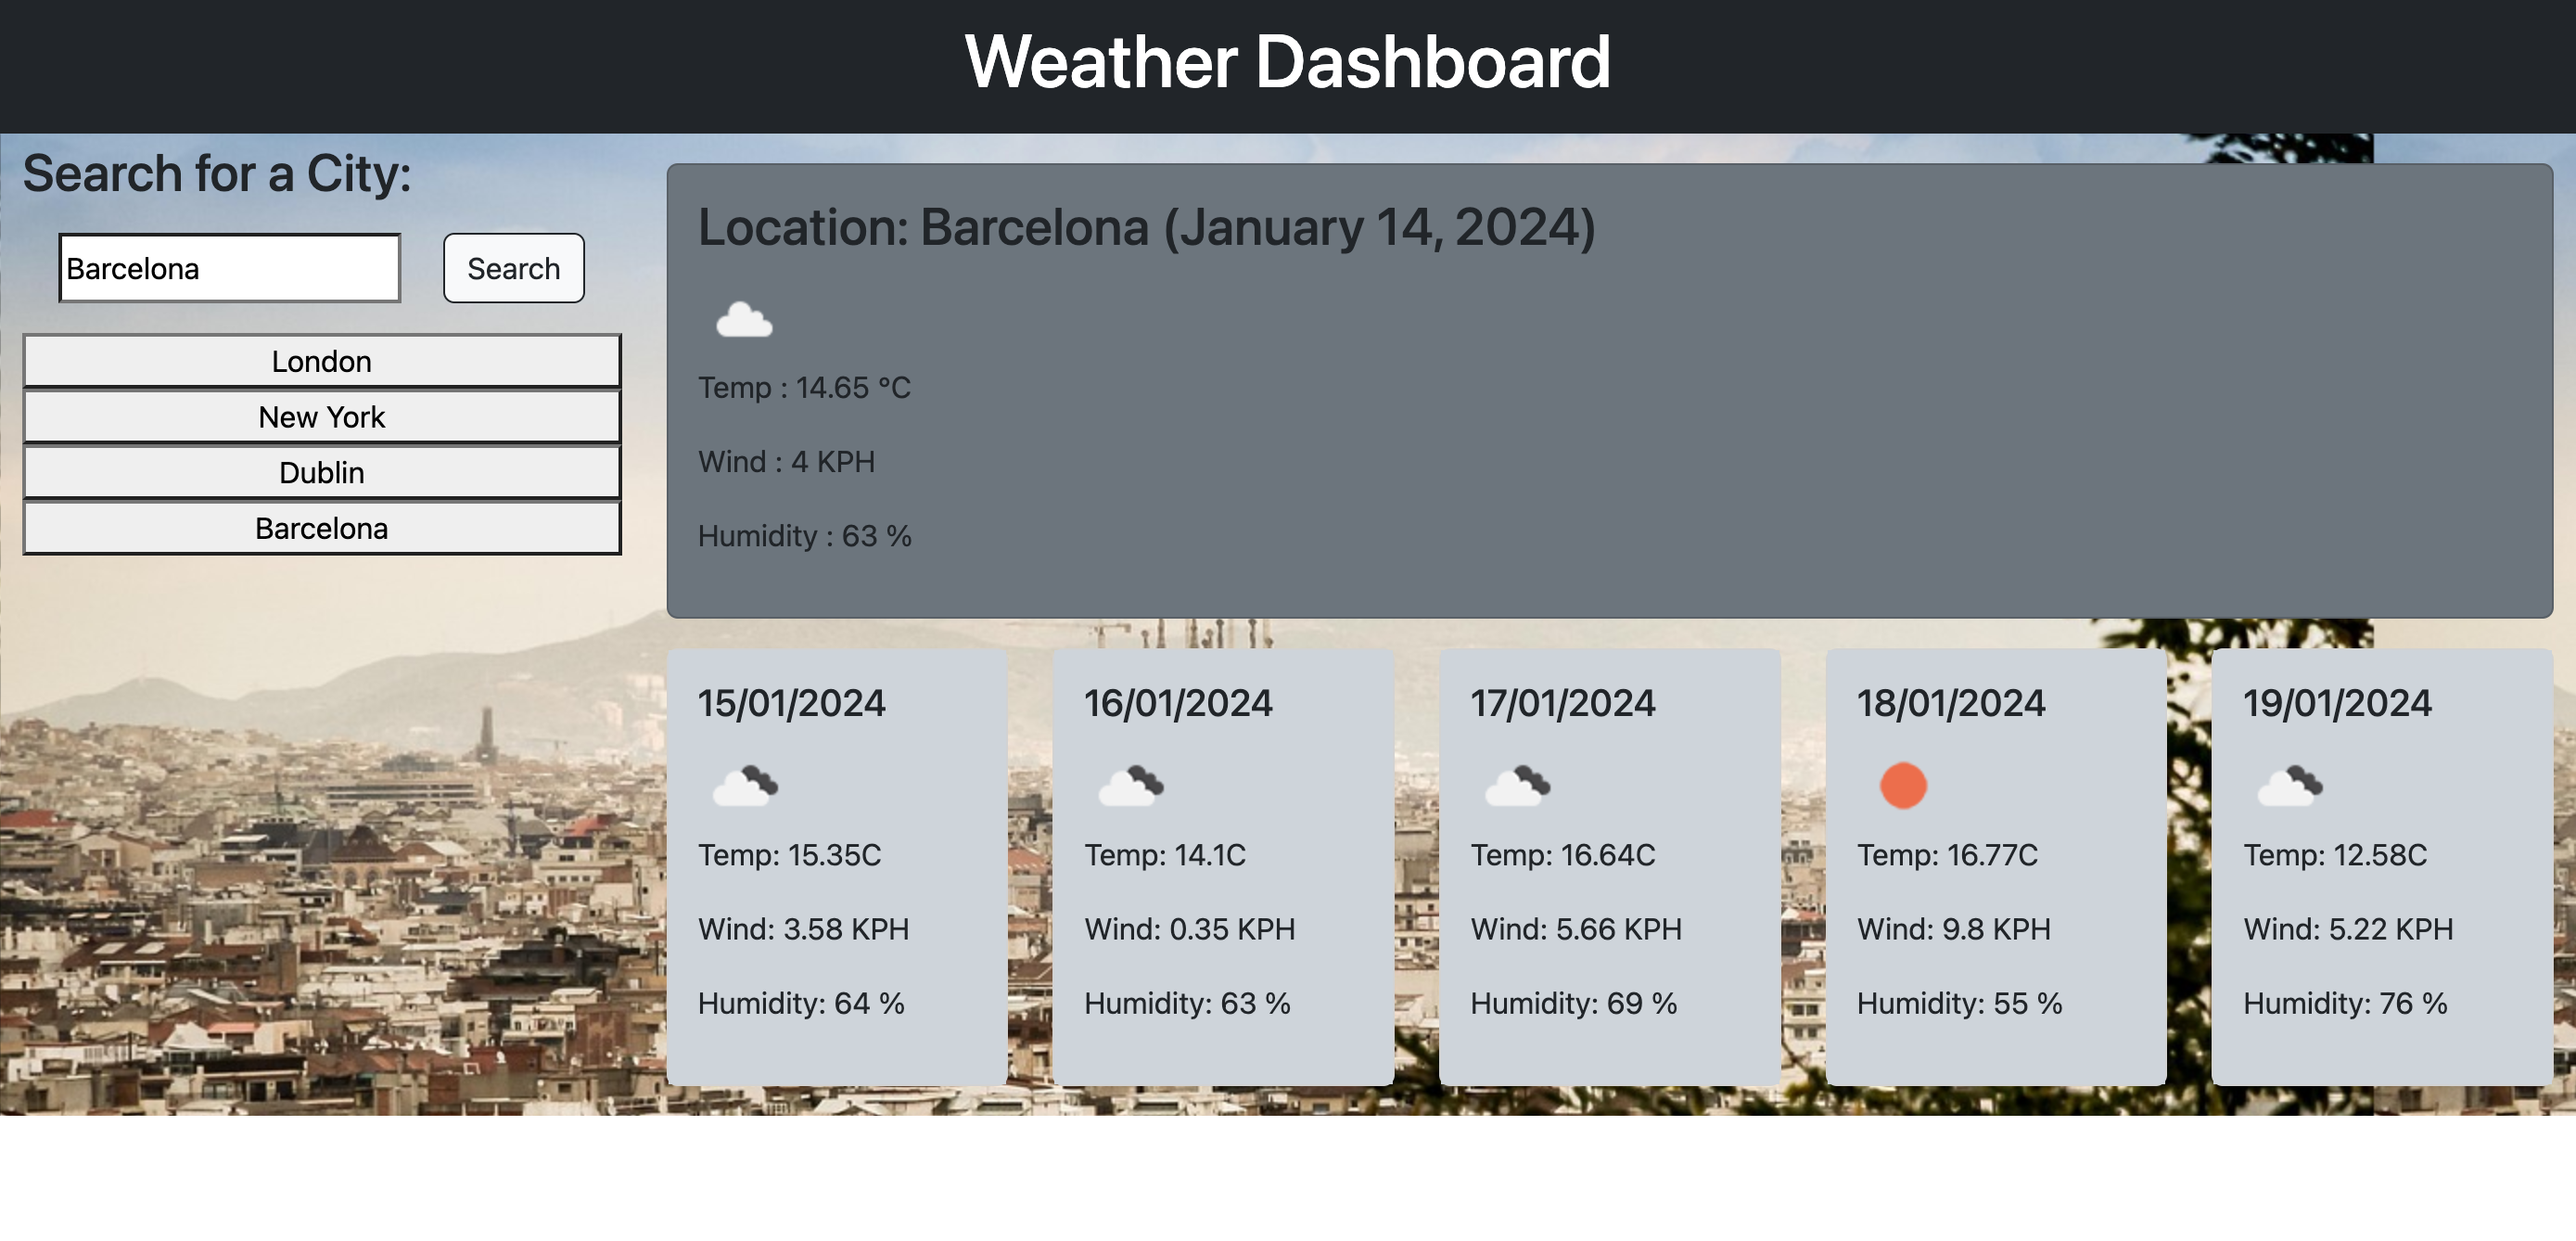 Weather Dashboard
Search for a City:
Barcelona
Search
London
New York
Dublin
Barcelona
Location: Barcelona (January 14, 2024)
Temp : 14.65 °C
Wind : 4 KPH
Humidity : 63 %
15/01/2024
Temp: 15.35C
Wind: 3.58 KPH
Humidity: 64 %
16/01/2024
Temp: 14.1C
Wind: 0.35 KPH
Humidity: 63 %
17/01/2024
Temp: 16.64C
Wind: 5.66 KPH
Humidity: 69 %
18/01/2024
Temp: 16.77C
Wind: 9.8 KPH
Humidity: 55 %
19/01/2024
Temp: 12.58C
Wind: 5.22 KPH
Humidity: 76 %